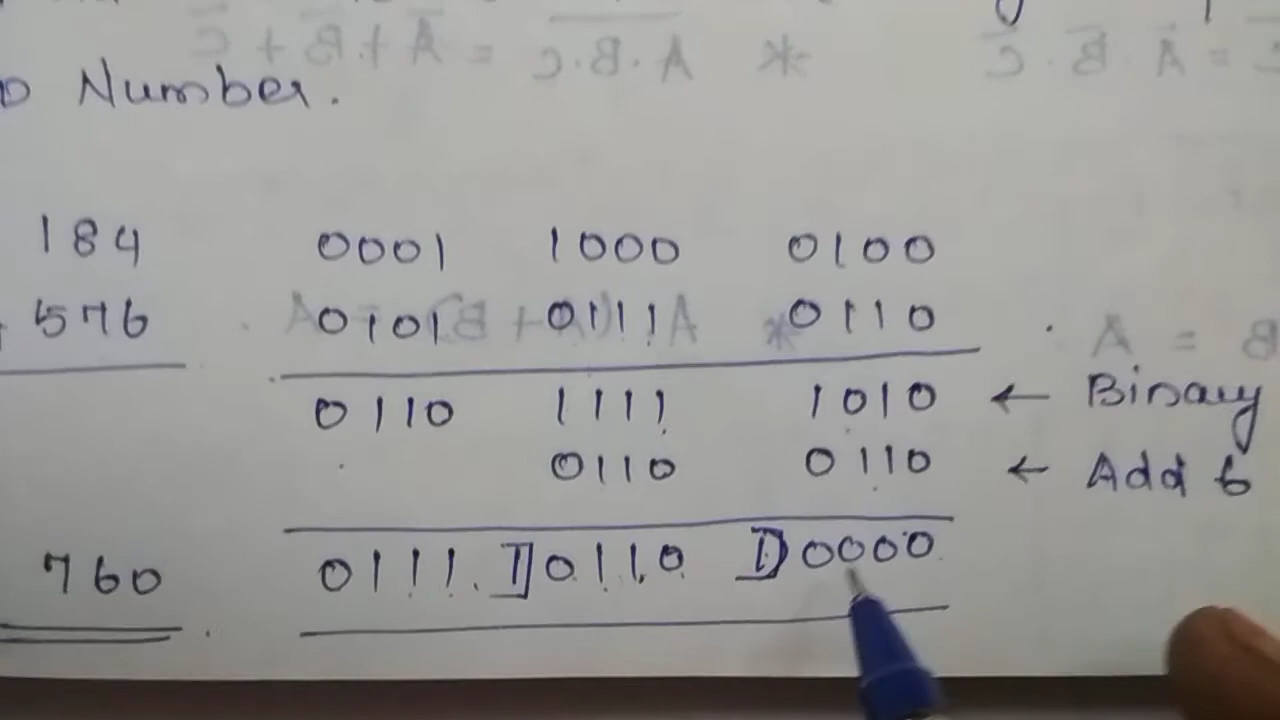 Number.
184 0001 1000 0100
576 0101 0111 0110
0110 1111 1010 ← Binary
0110 0110 ← Add 6
760 0111 1 0110 1 0000